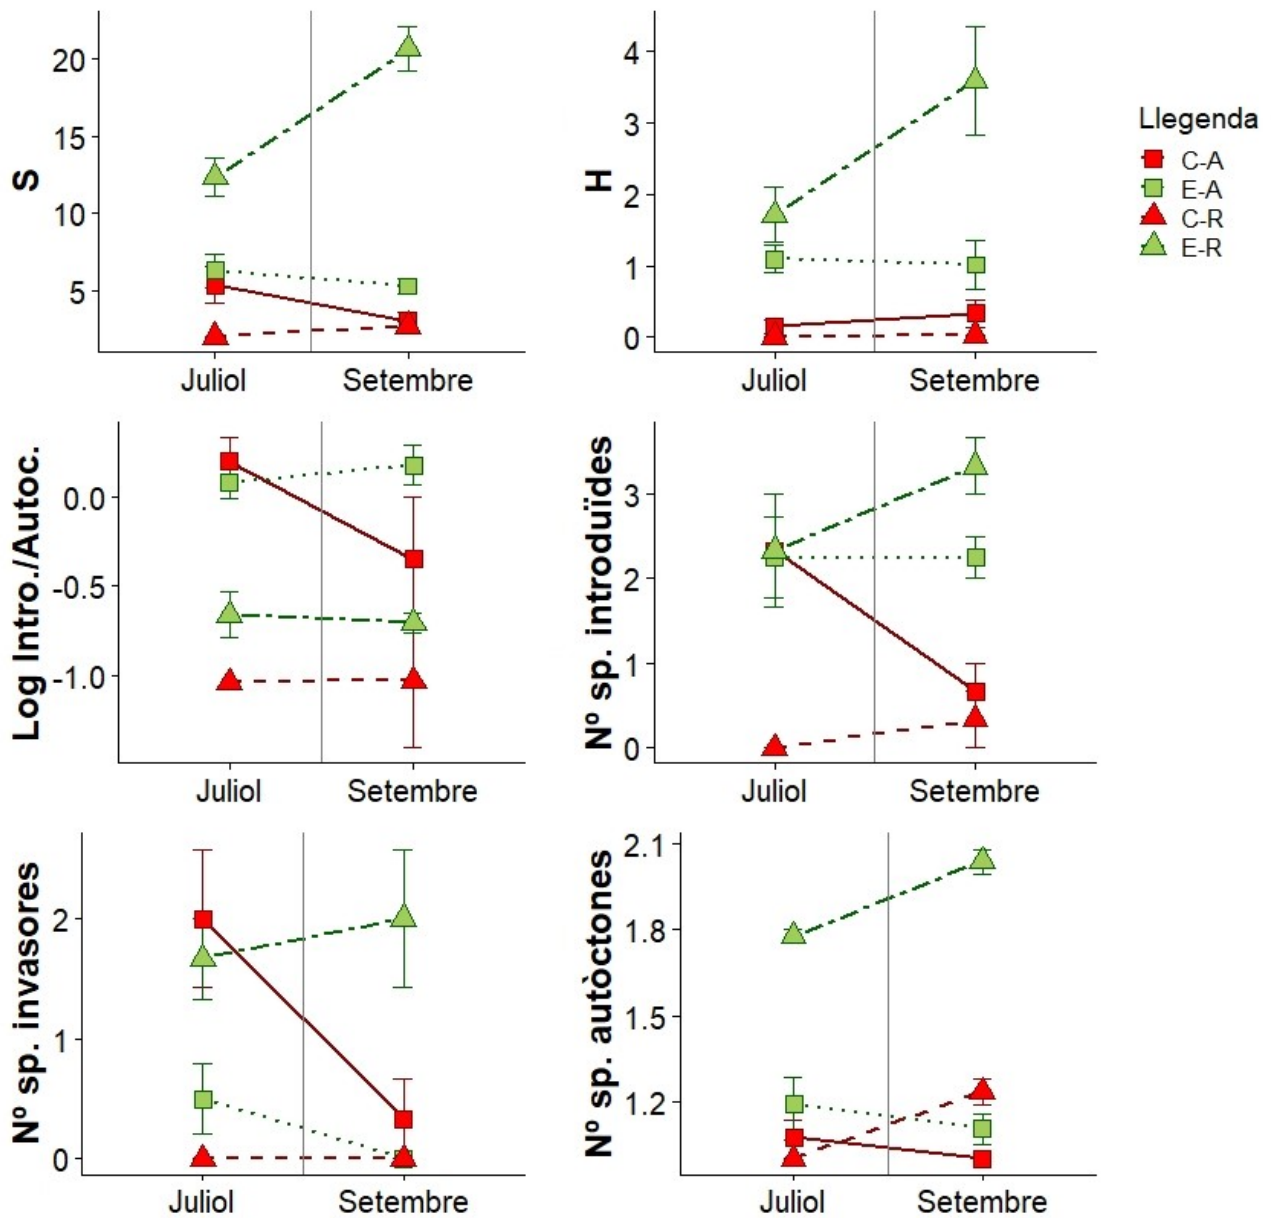 S
20
15
10
5
Juliol Setembre
H
4
3
2
1
0
Juliol Setembre
Llegenda
C-A
E-A
C-R
E-R
Log Intro./Autoc.
0.0
-0.5
-1.0
Juliol Setembre
Nº sp. introduïdes
3
2
1
0
Juliol Setembre
Nº sp. invasores
2
1
0
Juliol Setembre
Nº sp. autòctones
2.1
1.8
1.5
1.2
Juliol Setembre